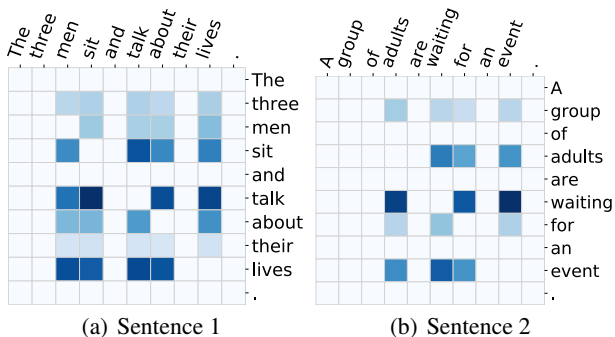 The three men sit and talk about their lives .
A group of adults are waiting for an event .
The
three
men
sit
and
talk
about
their
lives
.
A
group
of
adults
are
waiting
for
an
event
.
(a) Sentence 1
(b) Sentence 2